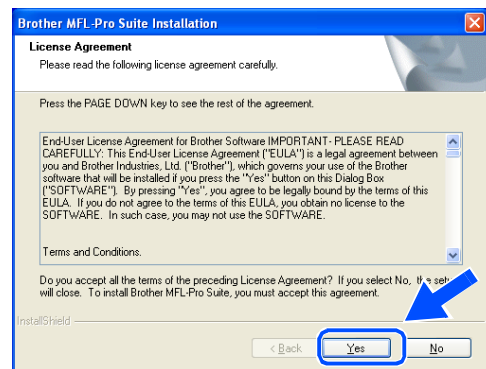 Brother MFL-Pro Suite Installation
License Agreement
Please read the following license agreement carefully.
Press the PAGE DOWN key to see the rest of the agreement.
End-User License Agreement for Brother Software IMPORTANT- PLEASE READ
CAREFULLY: This End-User License Agreement ("EULA") is a legal agreement between
you and Brother Industries, Ltd. ("Brother"), which governs your use of the Brother
software that will be installed if you press the "Yes" button on this Dialog Box
("SOFTWARE"). By pressing "Yes", you agree to be legally bound by the terms of this
EULA. If you do not agree to the terms of this EULA, you obtain no license to the
SOFTWARE. In such case, you may not use the SOFTWARE.
Terms and Conditions.
Do you accept all the terms of the preceding License Agreement? If you select No, the
will close. To install Brother MFL-Pro Suite, you must accept this agreement.
InstallShield
< Back
Yes
No